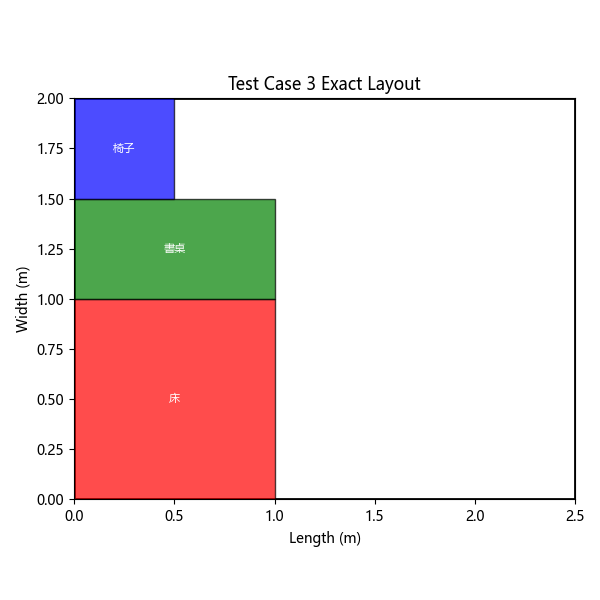 Test Case 3 Exact Layout
2.00
1.75
1.50
1.25
1.00
0.75
0.50
0.25
0.00
Width (m)
椅子
書桌
床
0.0 0.5 1.0 1.5 2.0 2.5
Length (m)